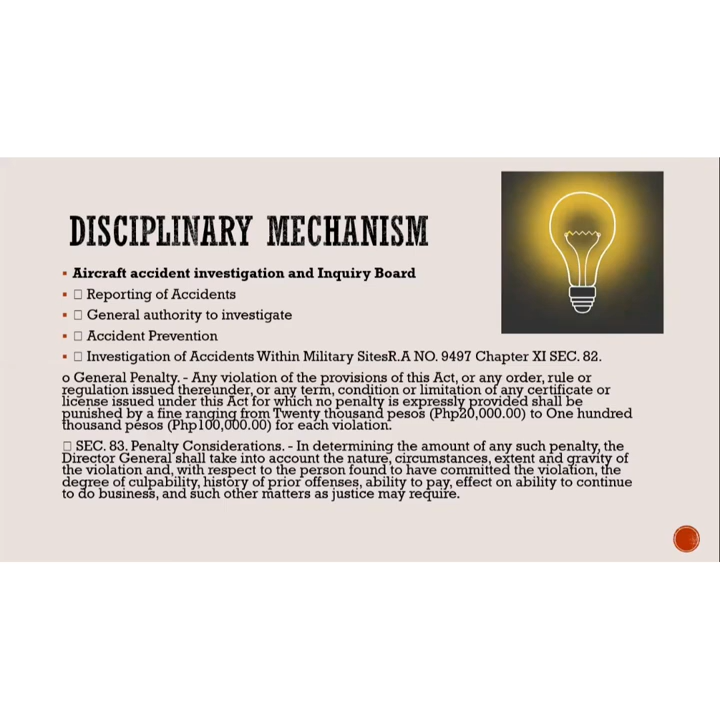 DISCIPLINARY MECHANISM
▪ Aircraft accident investigation and Inquiry Board
▪ □ Reporting of Accidents
▪ □ General authority to investigate
▪ □ Accident Prevention
▪ □ Investigation of Accidents Within Military SitesR.A NO. 9497 Chapter XI SEC. 82.
o General Penalty. - Any violation of the provisions of this Act, or any order, rule or
regulation issued thereunder, or any term, condition or limitation of any certificate or
license issued under this Act for which no penalty is expressly provided shall be
punished by a fine ranging from Twenty thousand pesos (Php20,000.00) to One hundred
thousand pesos (Php100,000.00) for each violation.
□ SEC. 83. Penalty Considerations. - In determining the amount of any such penalty, the
Director General shall take into account the nature, circumstances, extent and gravity of
the violation and, with respect to the person found to have committed the violation, the
degree of culpability, history of prior offenses, ability to pay, effect on ability to continue
to do business, and such other matters as justice may require.